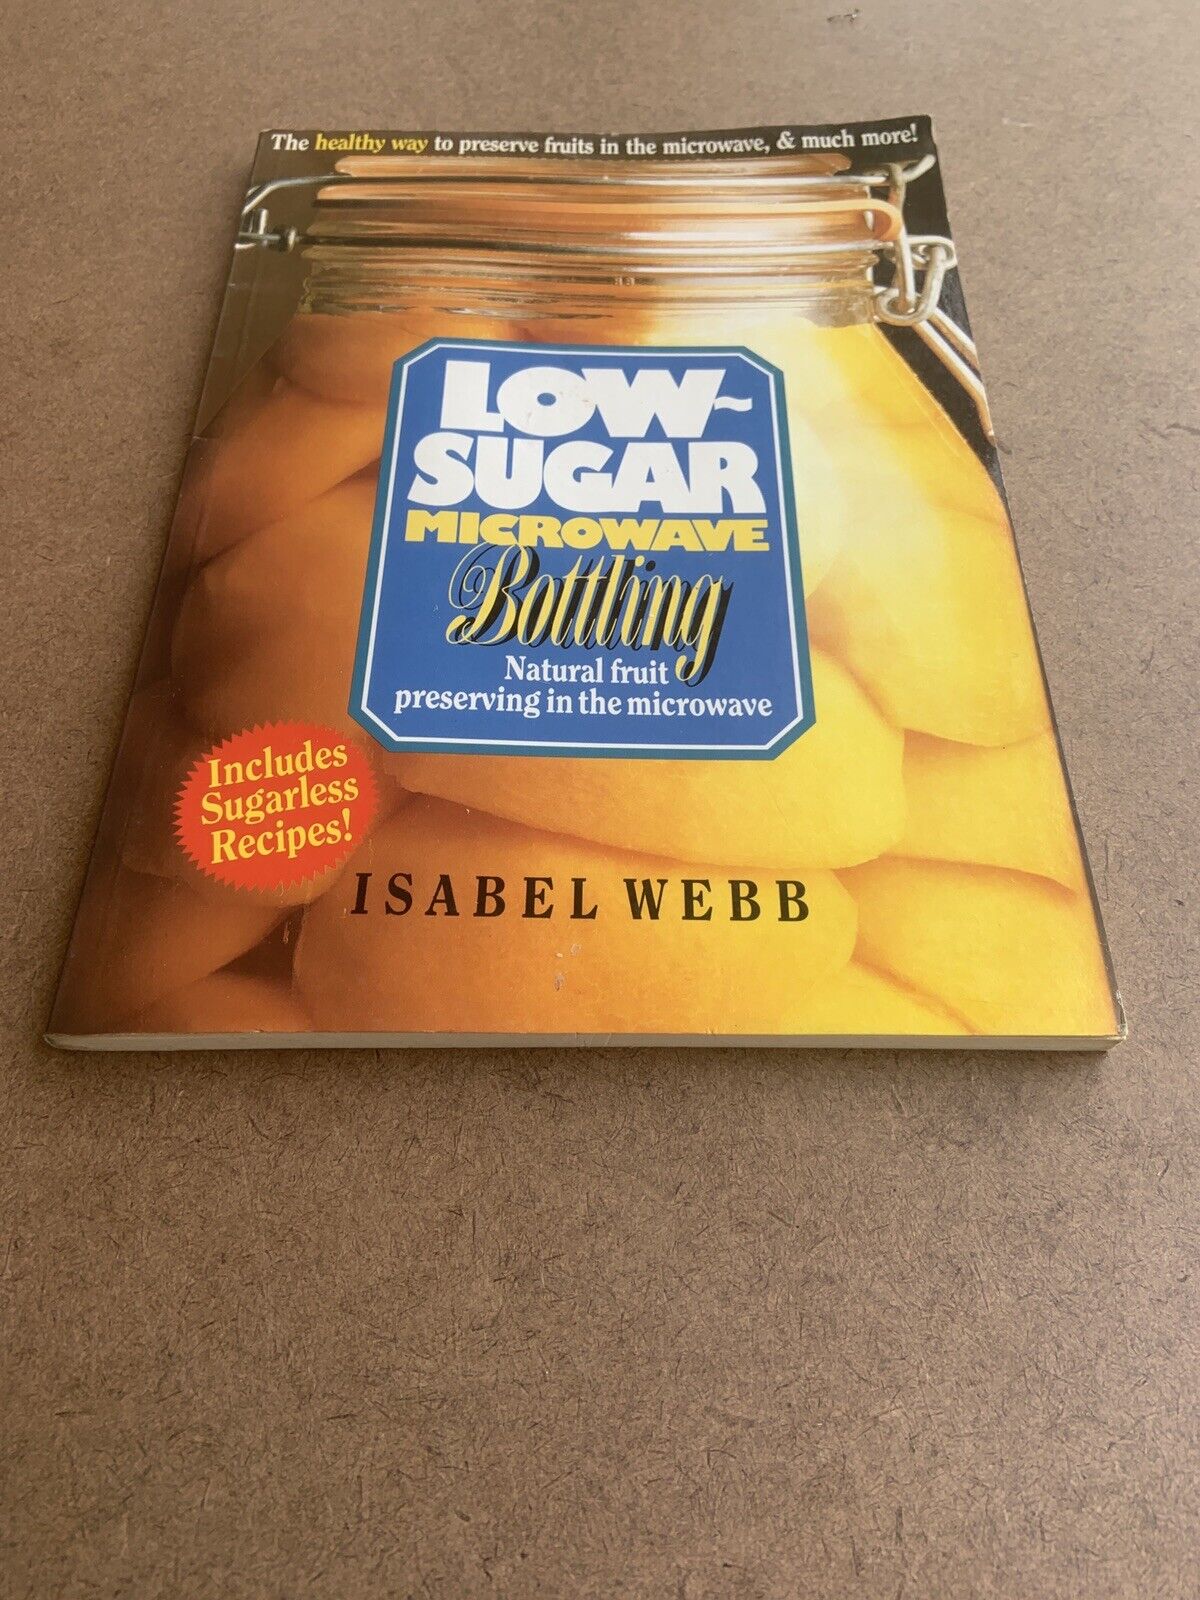 The healthy way to preserve fruits in the microwave, & much more!
LOW~
SUGAR
MICROWAVE
Bottling
Natural fruit
preserving in the microwave
Includes
Sugarless
Recipes!
ISABEL WEBB